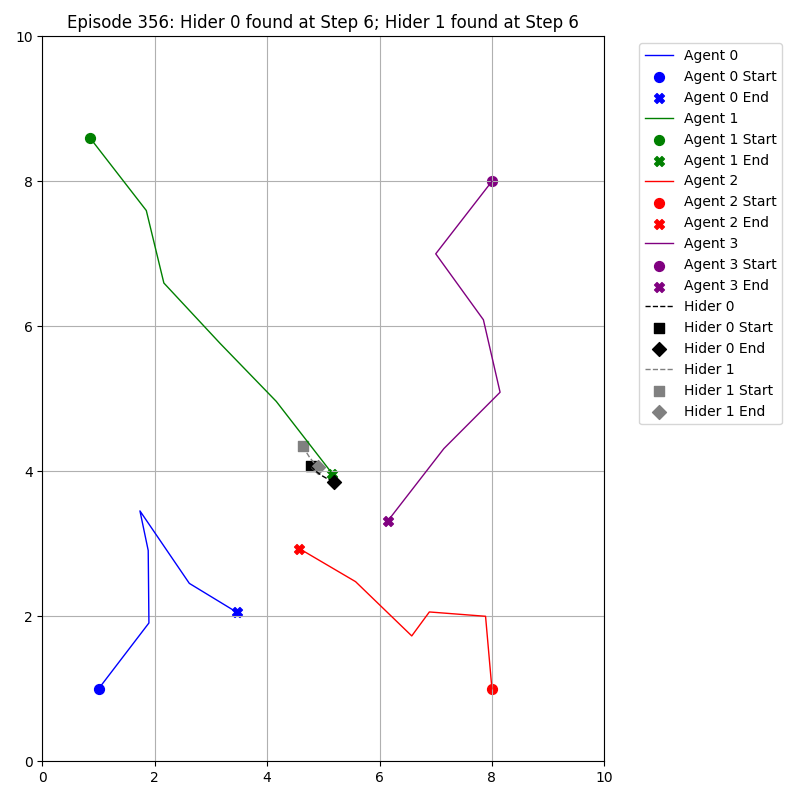 Episode 356: Hider 0 found at Step 6; Hider 1 found at Step 6
10
8
6
4
2
0
0 2 4 6 8 10
Agent 0
Agent 0 Start
Agent 0 End
Agent 1
Agent 1 Start
Agent 1 End
Agent 2
Agent 2 Start
Agent 2 End
Agent 3
Agent 3 Start
Agent 3 End
Hider 0
Hider 0 Start
Hider 0 End
Hider 1
Hider 1 Start
Hider 1 End